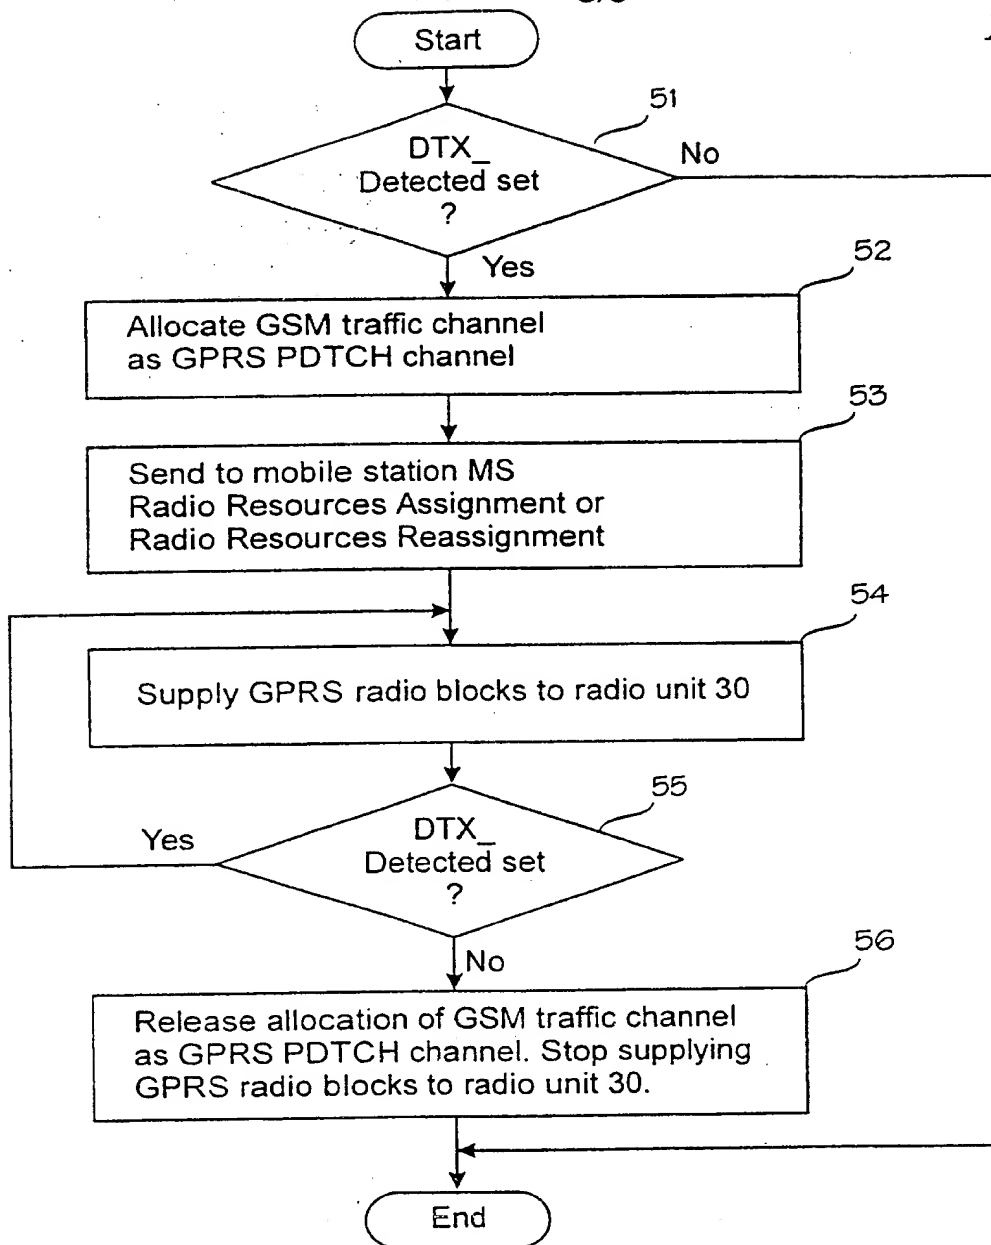 Start
51
DTX_
Detected set
?
No
Yes
52
Allocate GSM traffic channel
as GPRS PDTCH channel
53
Send to mobile station MS
Radio Resources Assignment or
Radio Resources Reassignment
54
Supply GPRS radio blocks to radio unit 30
55
DTX_
Detected set
?
Yes
No
56
Release allocation of GSM traffic channel
as GPRS PDTCH channel. Stop supplying
GPRS radio blocks to radio unit 30.
End